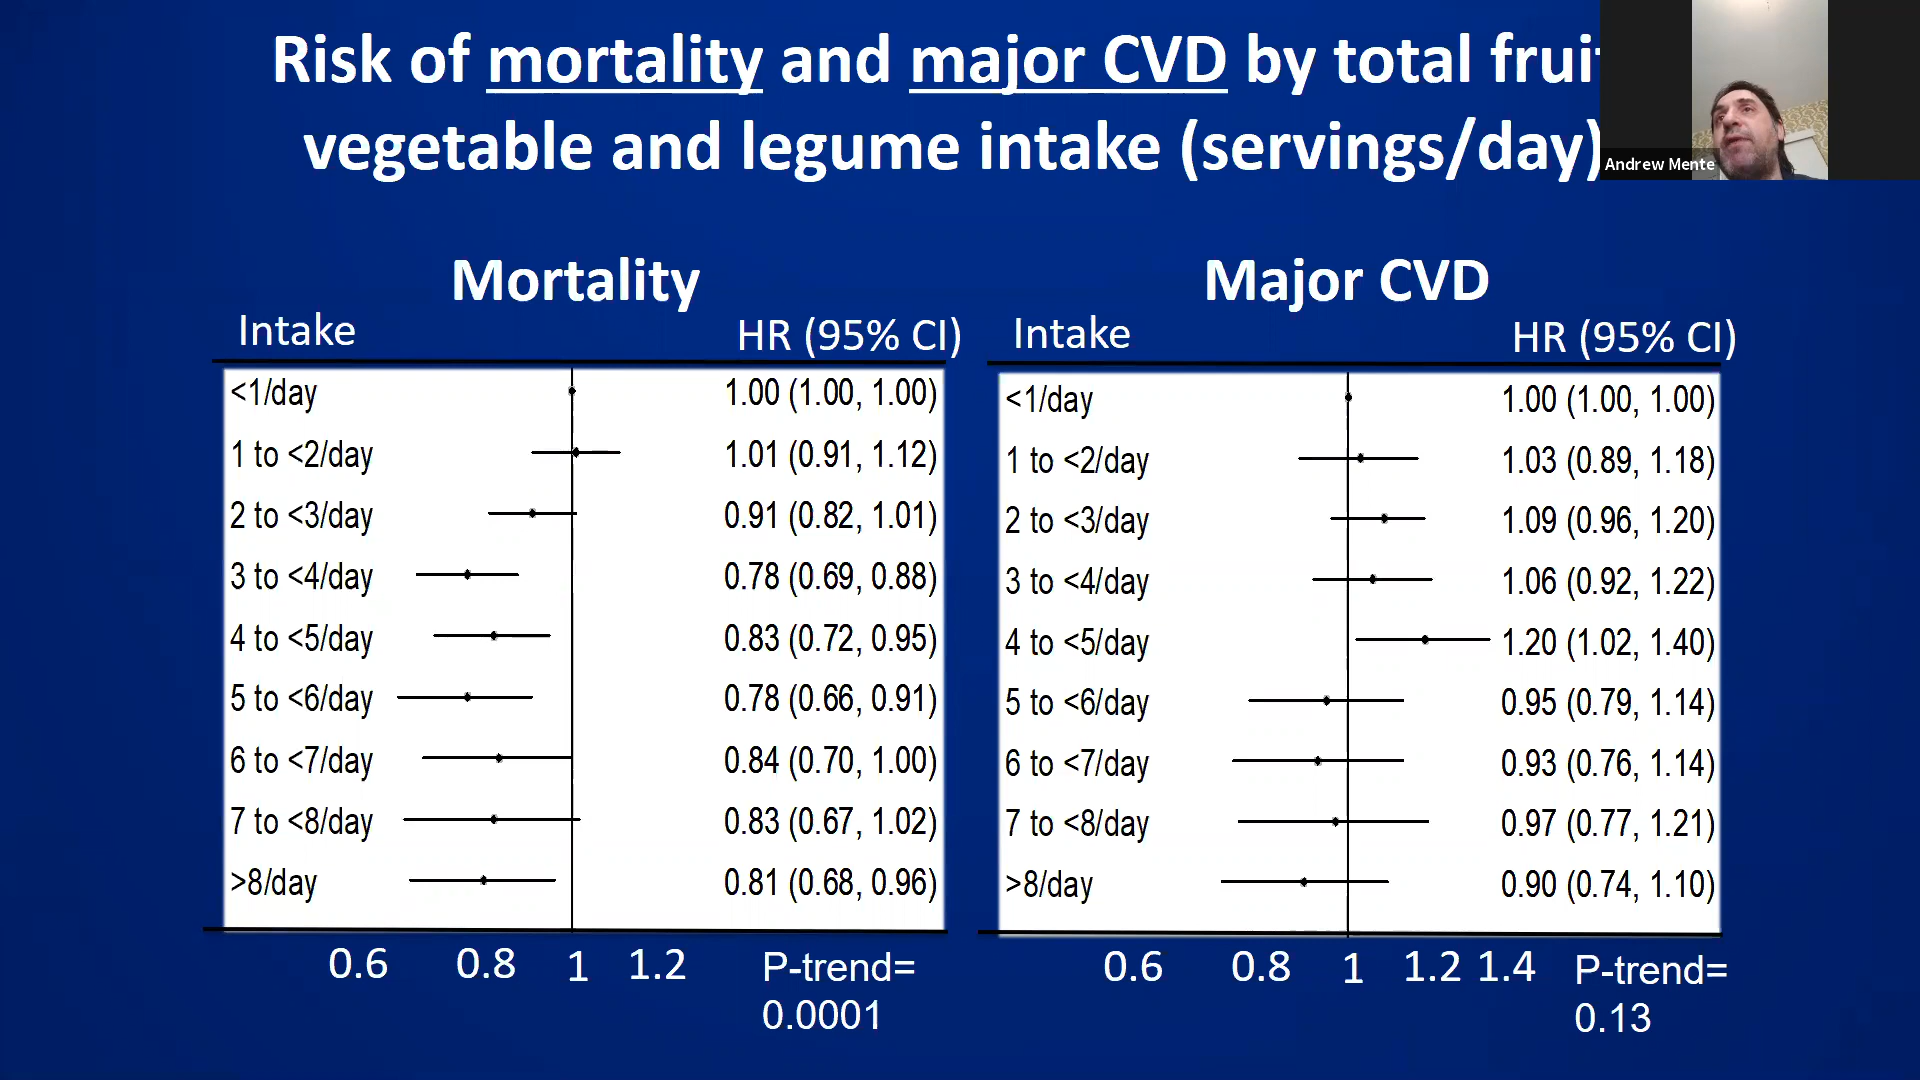 Risk of mortality and major CVD by total frui
vegetable and legume intake (servings/day)
Andrew Mente
Mortality
Intake HR (95% CI)
<1/day 1.00 (1.00, 1.00)
1 to <2/day 1.01 (0.91, 1.12)
2 to <3/day 0.91 (0.82, 1.01)
3 to <4/day 0.78 (0.69, 0.88)
4 to <5/day 0.83 (0.72, 0.95)
5 to <6/day 0.78 (0.66, 0.91)
6 to <7/day 0.84 (0.70, 1.00)
7 to <8/day 0.83 (0.67, 1.02)
>8/day 0.81 (0.68, 0.96)
0.6 0.8 1 1.2 P-trend=
0.0001
Major CVD
Intake HR (95% CI)
<1/day 1.00 (1.00, 1.00)
1 to <2/day 1.03 (0.89, 1.18)
2 to <3/day 1.09 (0.96, 1.20)
3 to <4/day 1.06 (0.92, 1.22)
4 to <5/day 1.20 (1.02, 1.40)
5 to <6/day 0.95 (0.79, 1.14)
6 to <7/day 0.93 (0.76, 1.14)
7 to <8/day 0.97 (0.77, 1.21)
>8/day 0.90 (0.74, 1.10)
0.6 0.8 1 1.2 1.4 P-trend=
0.13